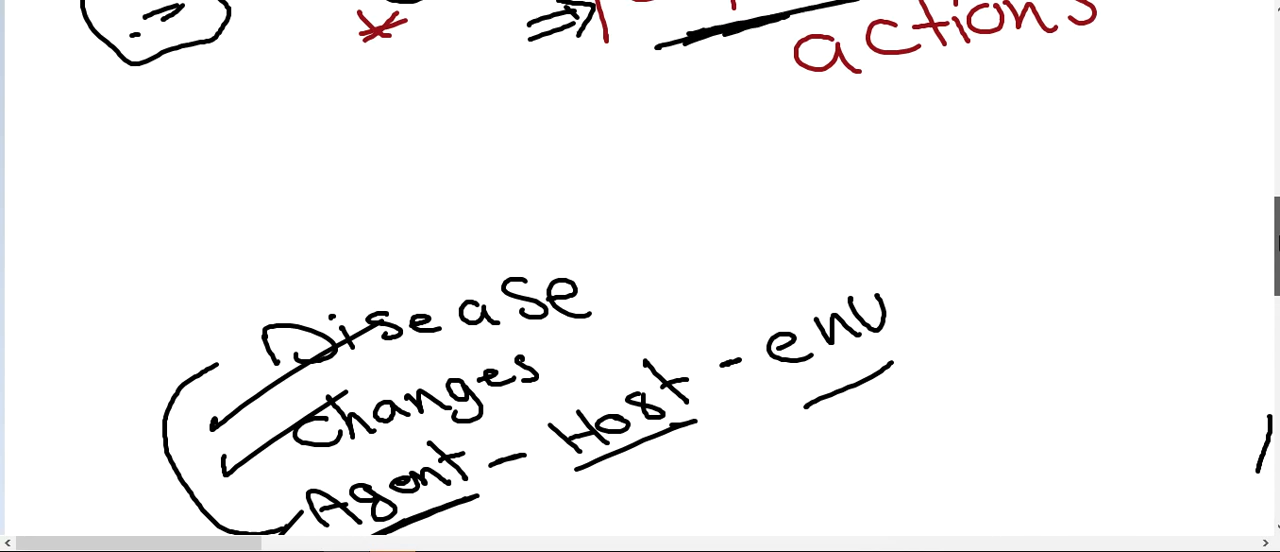 actions
Disease
Changes
Agent - Host - env